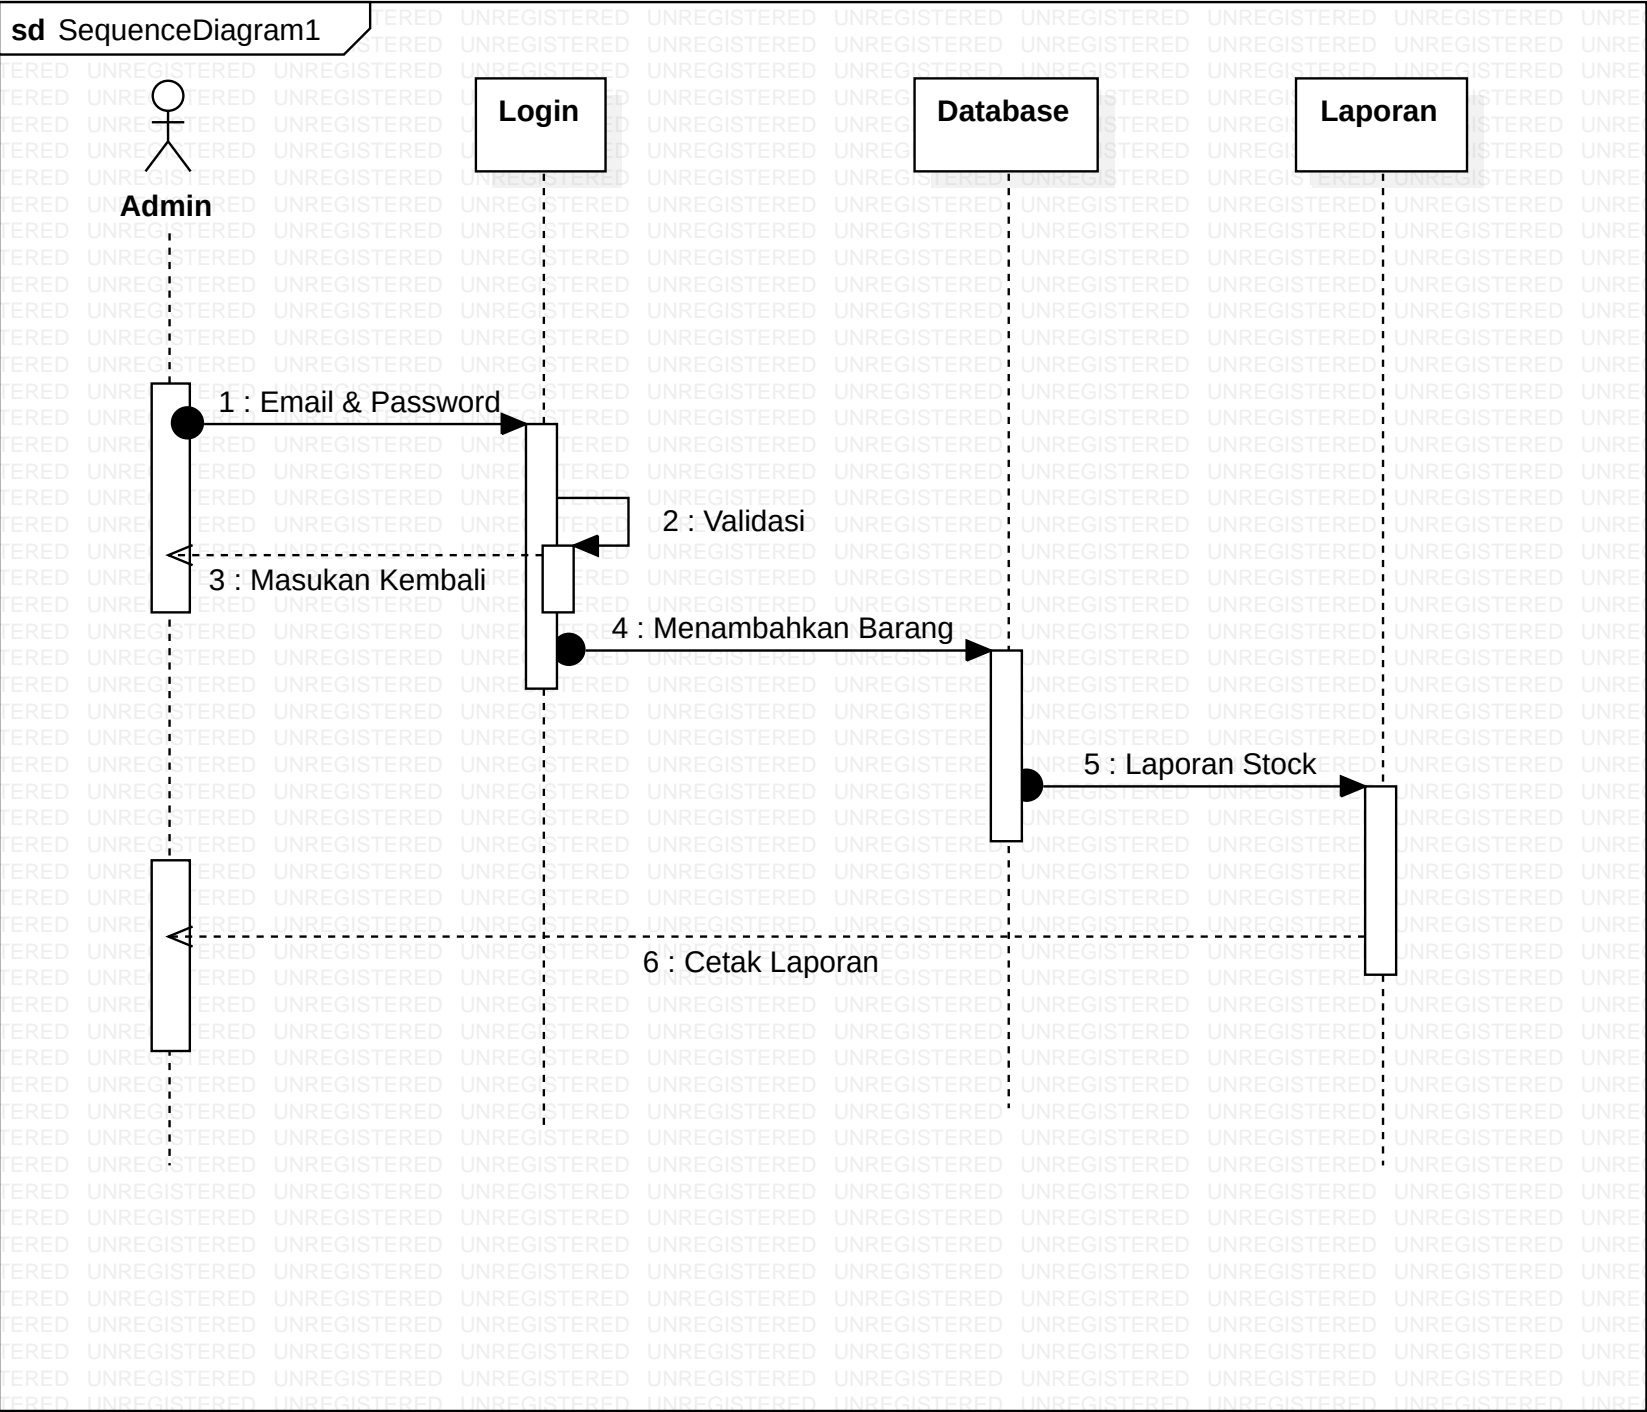 sd SequenceDiagram1
Admin
Login
Database
Laporan
1 : Email & Password
2 : Validasi
3 : Masukan Kembali
4 : Menambahkan Barang
5 : Laporan Stock
6 : Cetak Laporan
UNREGISTERED